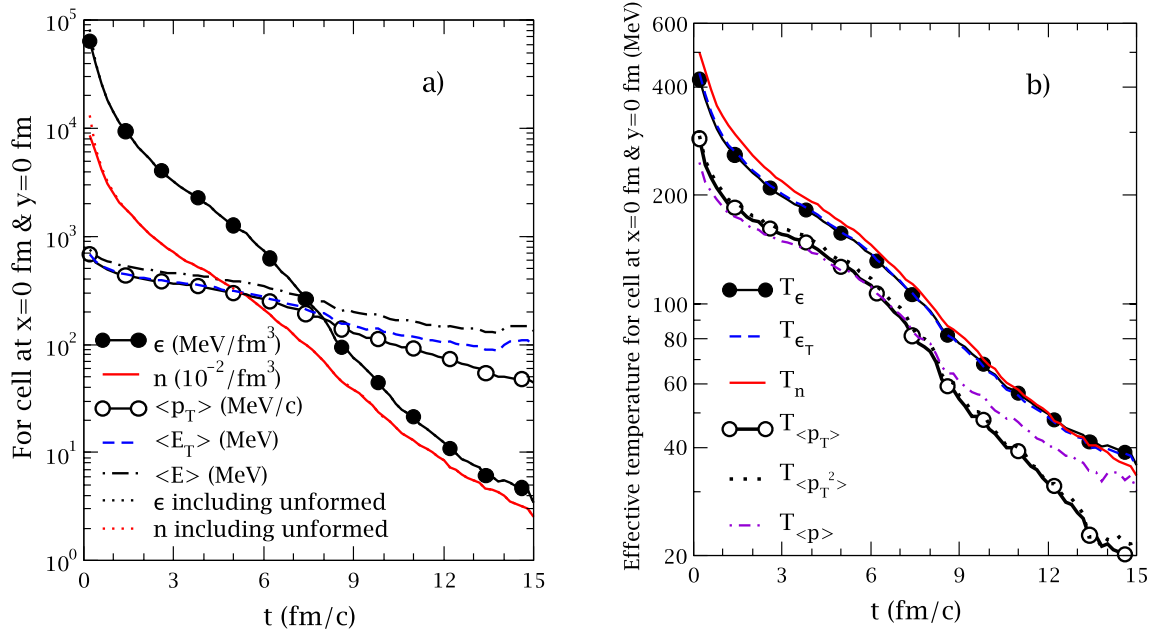 For cell at x=0 fm & y=0 fm
10^5
10^4
10^3
10^2
10^1
10^0
a)
ϵ (MeV/fm^3)
n (10^-2/fm^3)
<p_T> (MeV/c)
<E_T> (MeV)
<E> (MeV)
ϵ including unformed
n including unformed
0 3 6 9 12 15
t (fm/c)
Effective temperature for cell at x=0 fm & y=0 fm (MeV)
600
400
200
100
80
60
40
20
b)
T_ϵ
T_ϵ_T
T_n
T_<p_T>
T_<p_T^2>
T_<p>
0 3 6 9 12 15
t (fm/c)